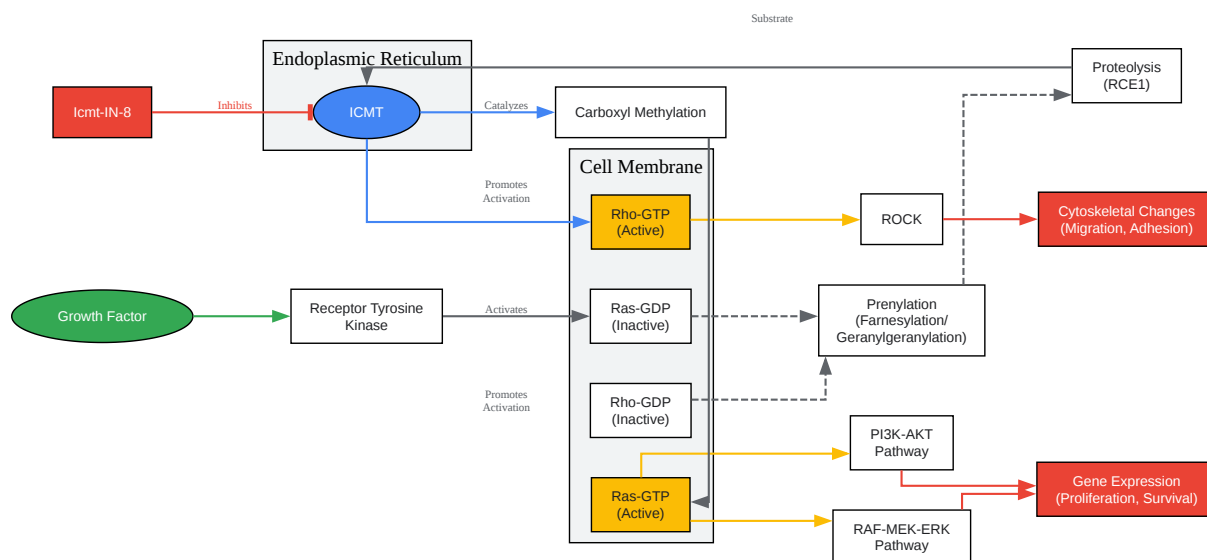 Substrate
Endoplasmic Reticulum
Proteolysis
(RCE1)
Icmt-IN-8
Inhibits
ICMT
Catalyzes
Carboxyl Methylation
Cell Membrane
Promotes
Activation
Rho-GTP
(Active)
ROCK
Cytoskeletal Changes
(Migration, Adhesion)
Growth Factor
Receptor Tyrosine
Kinase
Activates
Ras-GDP
(Inactive)
Prenylation
(Farnesylation/
Geranylgeranylation)
Promotes
Activation
Rho-GDP
(Inactive)
PI3K-AKT
Pathway
Ras-GTP
(Active)
Gene Expression
(Proliferation, Survival)
RAF-MEK-ERK
Pathway